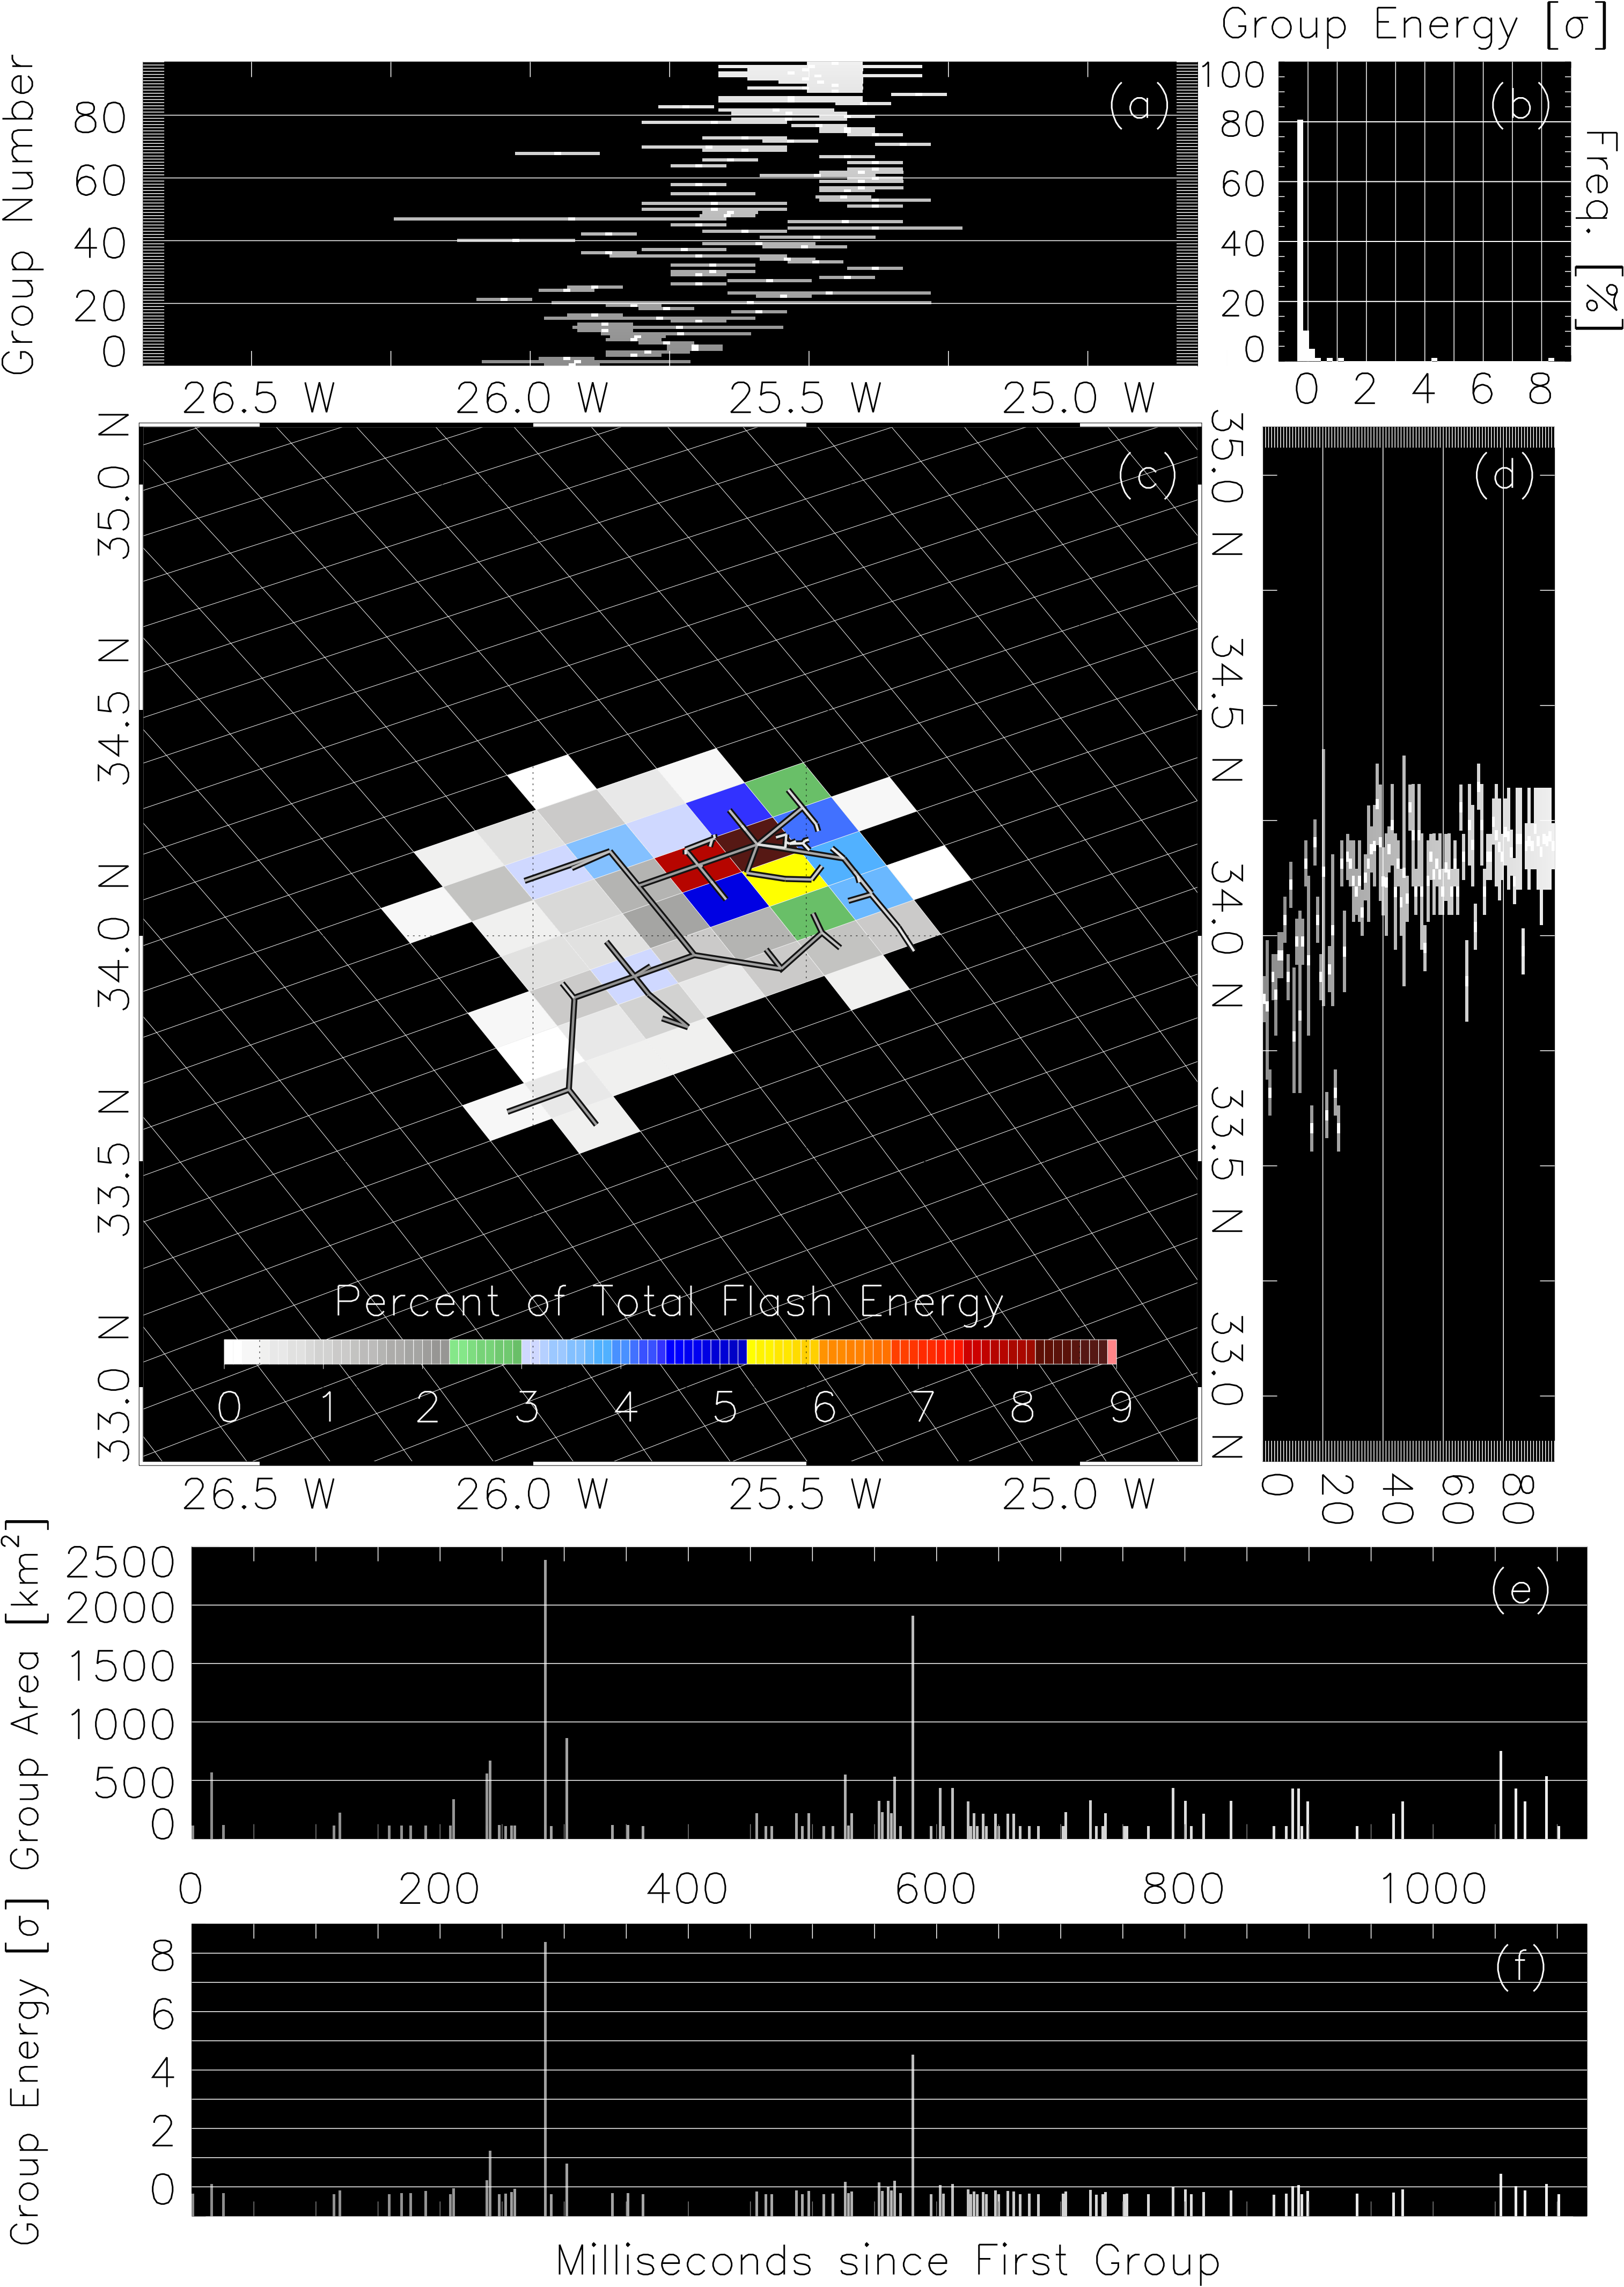 Group Energy [σ]
Group Number
80
60
40
20
0
(a)
100
80
60
40
20
0
(b)
Freq. [%]
26.5 W 26.0 W 25.5 W 25.0 W
0 2 4 6 8
35.0 N
34.5 N
34.0 N
33.5 N
33.0 N
(c)
35.0 N
34.5 N
34.0 N
33.5 N
33.0 N
(d)
Percent of Total Flash Energy
0 1 2 3 4 5 6 7 8 9
26.5 W 26.0 W 25.5 W 25.0 W
0 20 40 60 80
Group Area [km²]
2500
2000
1500
1000
500
0
(e)
0 200 400 600 800 1000
Group Energy [σ]
8
6
4
2
0
(f)
Milliseconds since First Group